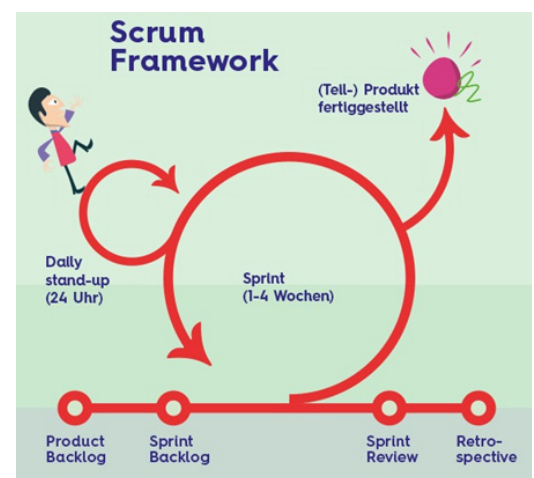 Scrum
Framework
(Teil-) Produkt
fertiggestellt
Daily
stand-up
(24 Uhr)
Sprint
(1-4 Wochen)
Product
Backlog
Sprint
Backlog
Sprint
Review
Retro-
spective